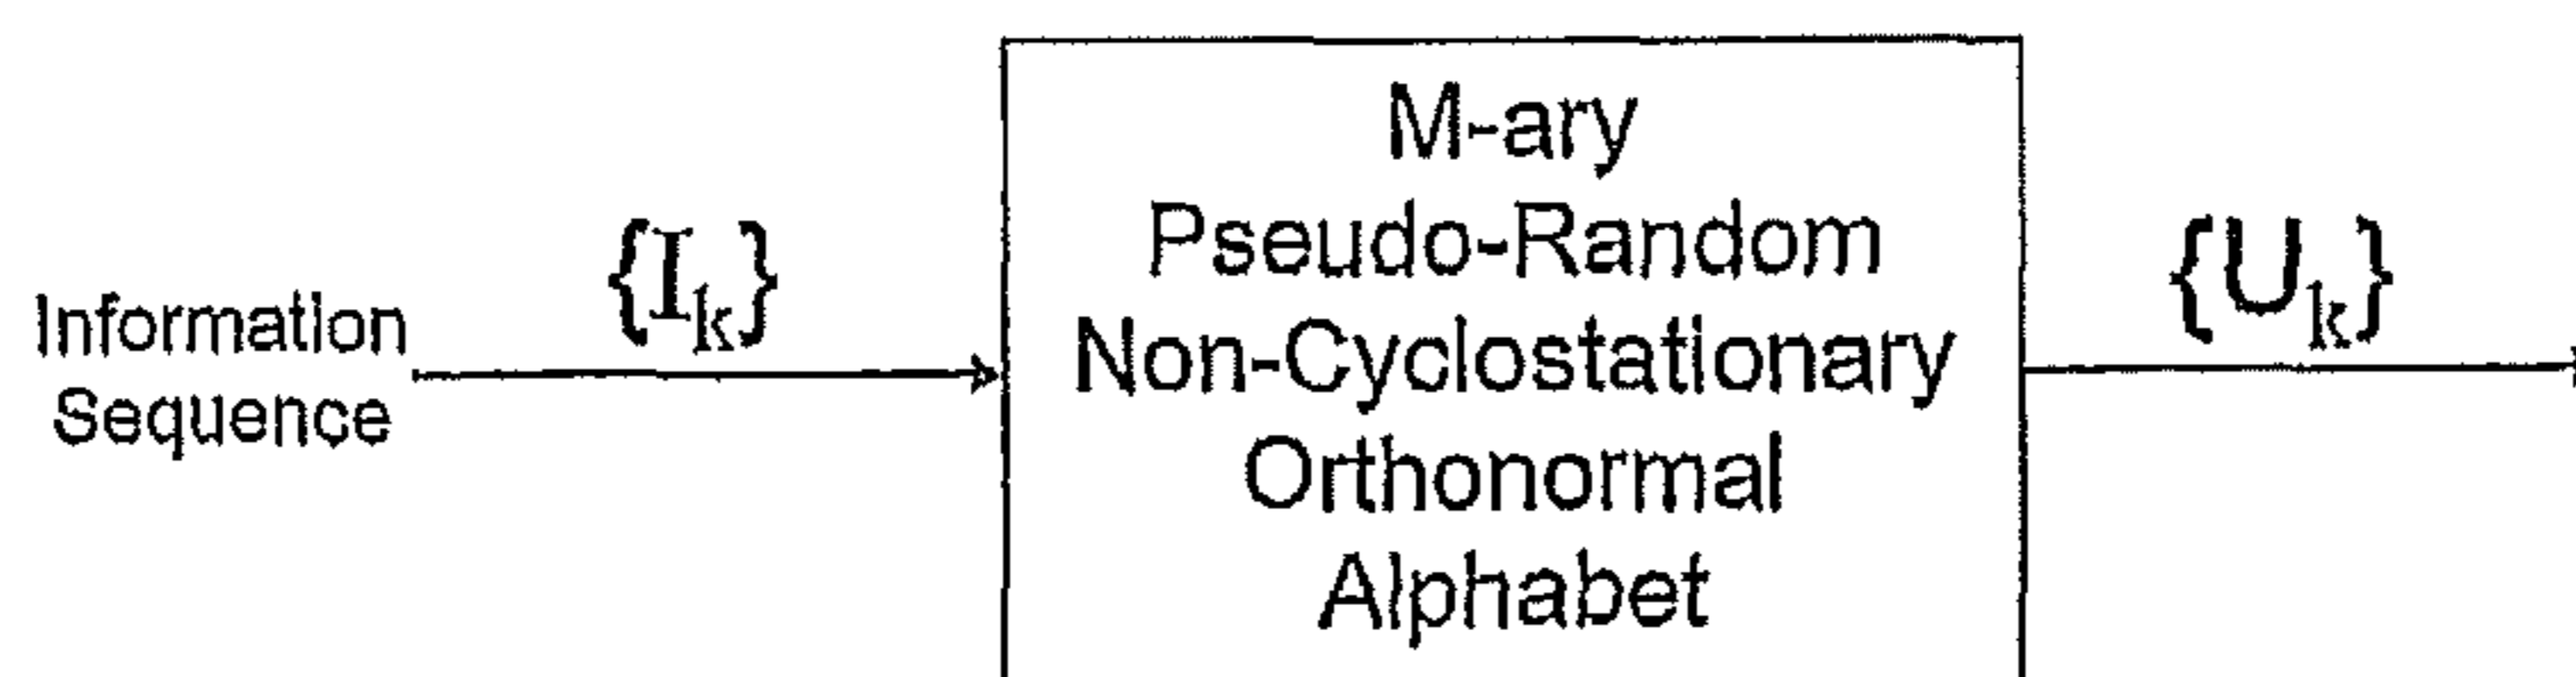 Information
Sequence
{I_k}
M-ary
Pseudo-Random
Non-Cyclostationary
Orthonormal
Alphabet
{U_k}